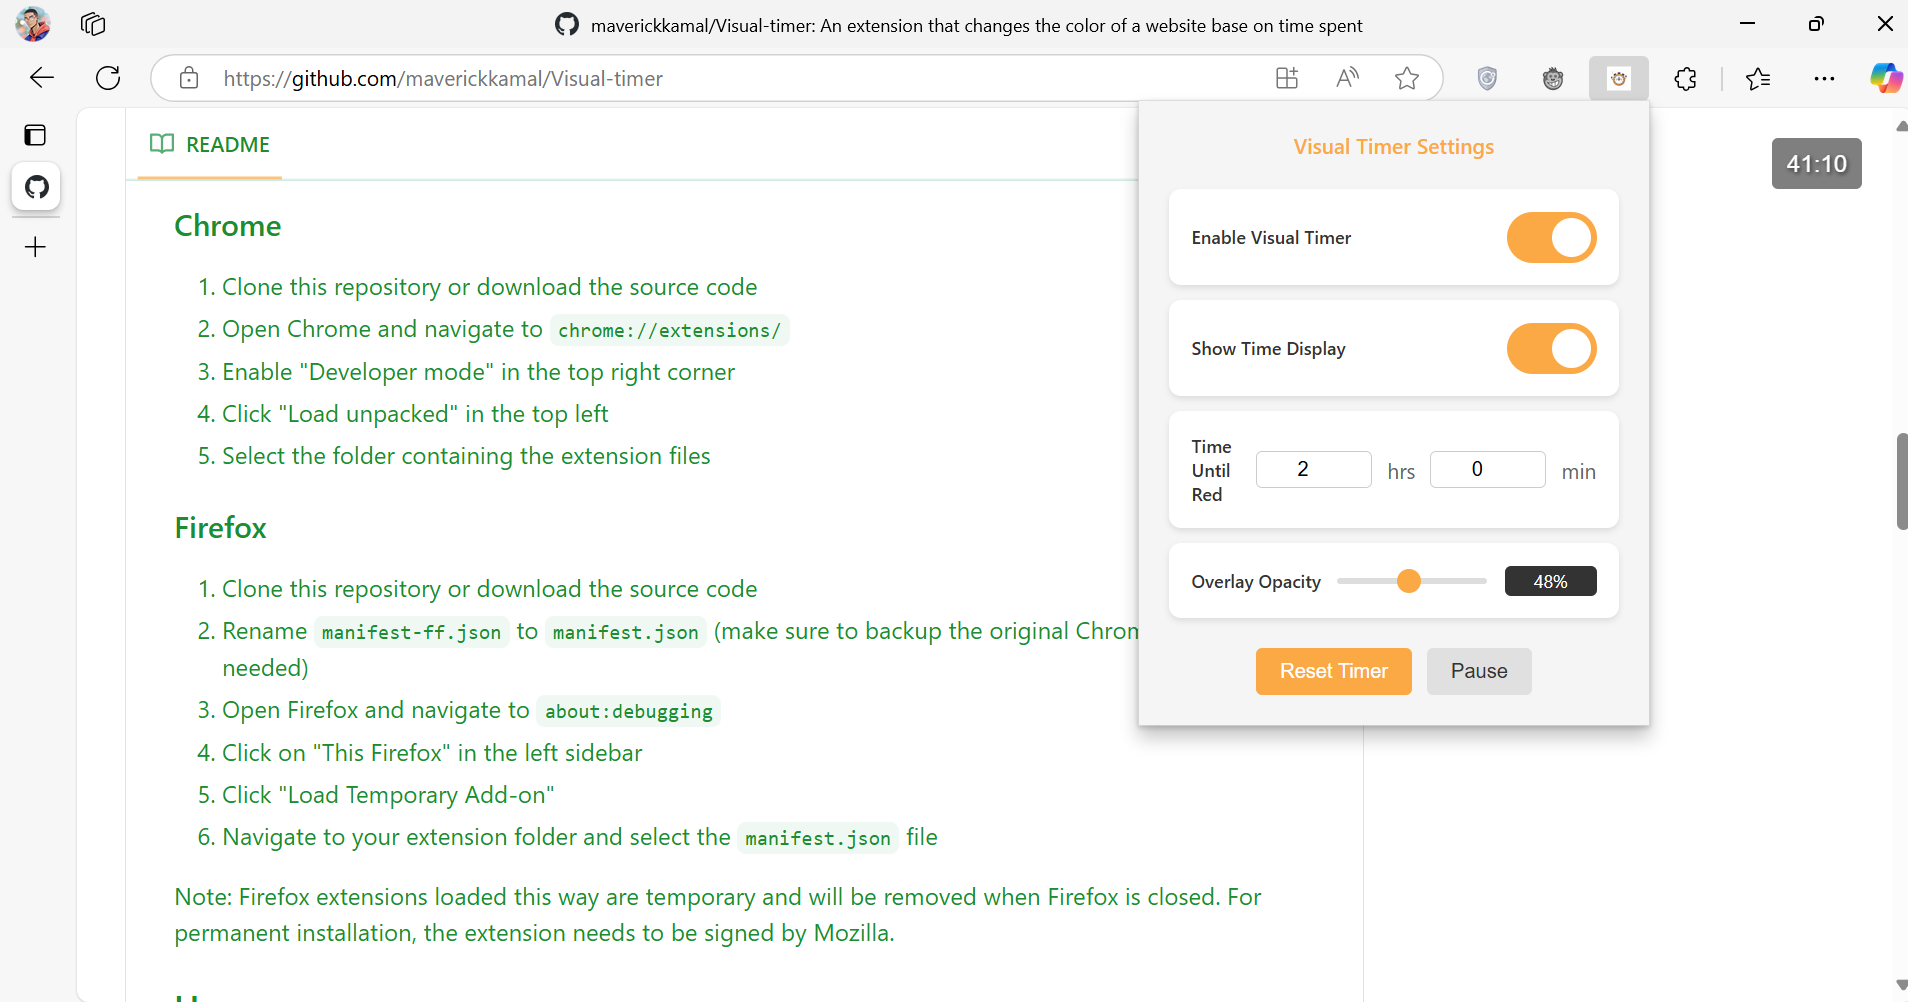 maverickkamal/Visual-timer: An extension that changes the color of a website base on time spent
https://github.com/maverickkamal/Visual-timer
README
Chrome
1. Clone this repository or download the source code
2. Open Chrome and navigate to chrome://extensions/
3. Enable "Developer mode" in the top right corner
4. Click "Load unpacked" in the top left
5. Select the folder containing the extension files
Firefox
1. Clone this repository or download the source code
2. Rename manifest-ff.json to manifest.json (make sure to backup the original
needed)
3. Open Firefox and navigate to about:debugging
4. Click on "This Firefox" in the left sidebar
5. Click "Load Temporary Add-on"
6. Navigate to your extension folder and select the manifest.json file
Note: Firefox extensions loaded this way are temporary and will be removed when Firefox is closed. For
permanent installation, the extension needs to be signed by Mozilla.
Visual Timer Settings
Enable Visual Timer
Show Time Display
Time
Until
Red
2 hrs 0 min
Overlay Opacity 48%
Reset Timer Pause
41:10